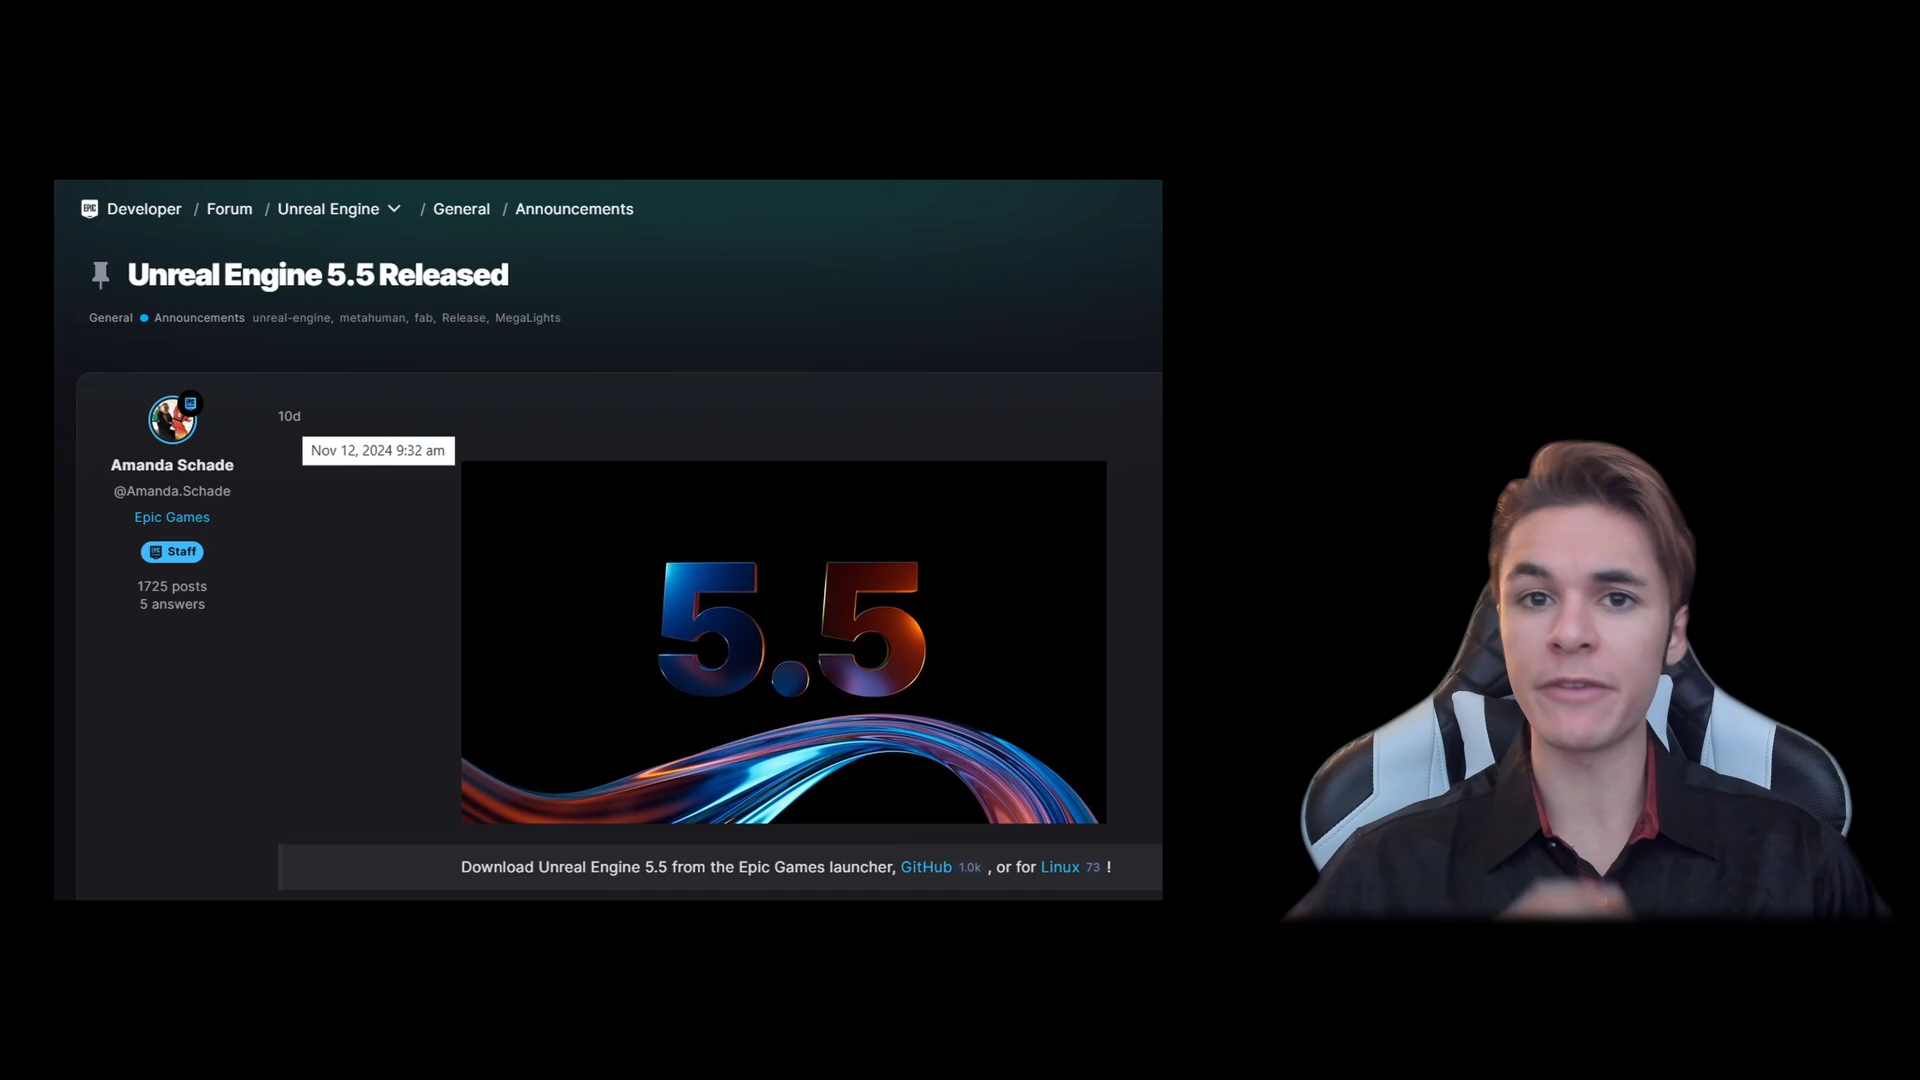 EPIC Developer / Forum / Unreal Engine / General / Announcements
Unreal Engine 5.5 Released
General Announcements unreal-engine, metahuman, fab, Release, MegaLights
10d
Nov 12, 2024 9:32 am
Amanda Schade
@Amanda.Schade
Epic Games
Staff
1725 posts
5 answers
5.5
Download Unreal Engine 5.5 from the Epic Games launcher, GitHub 1.0k , or for Linux 73 !